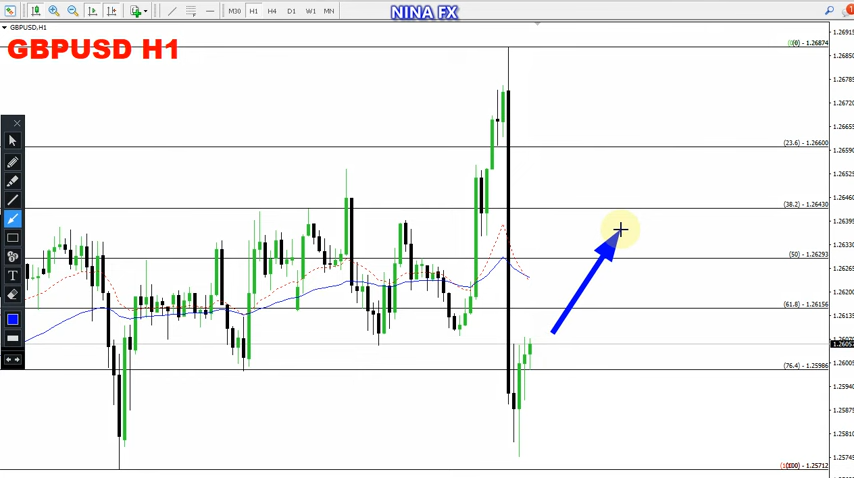 M30 H1 H4 D1 W1 MN
NINA FX
GBPUSD,H1
GBPUSD H1
(0) - 1.26874
(23.6) - 1.26600
(38.2) - 1.26430
(50) - 1.26293
(61.8) - 1.26156
(76.4) - 1.25986
(100) - 1.25712
1.26915
1.26850
1.26785
1.26720
1.26655
1.26590
1.26525
1.26460
1.26395
1.26330
1.26265
1.26200
1.26135
1.26005
1.25940
1.25875
1.25810
1.25745
T